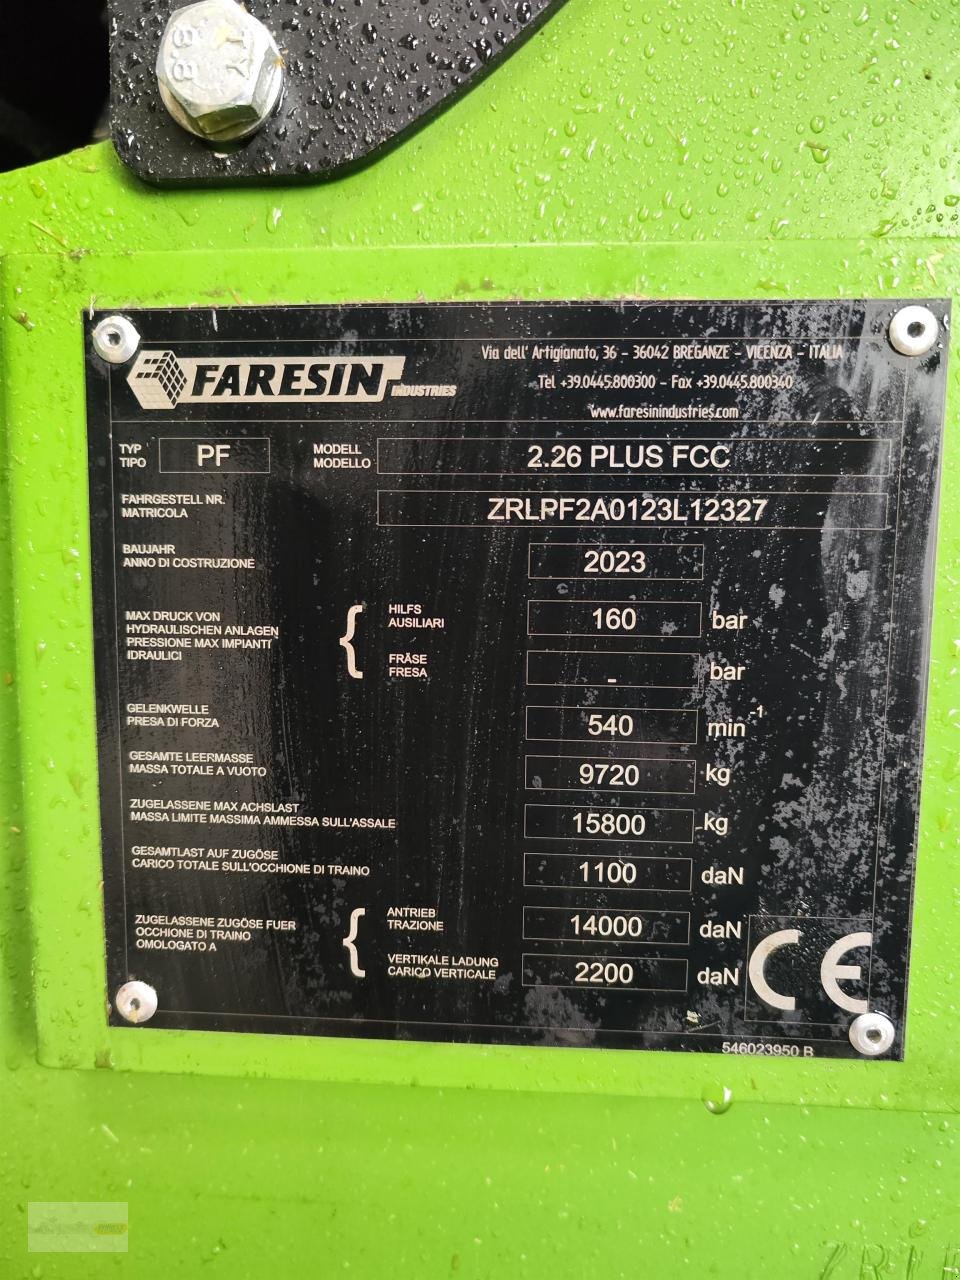 TY
8.8
FARESIN INDUSTRIES
Via dell' Artigianato, 36 - 36042 BREGANZE - VICENZA - ITALIA
Tel +39.0445.800300 - Fax +39.0445.800340
www.faresinindustries.com
TYP
TIPO
PF
MODELL
MODELLO
2.26 PLUS FCC
FAHRGESTELL NR.
MATRICOLA
ZRLPF2A0123L12327
BAUJAHR
ANNO DI COSTRUZIONE
2023
MAX DRUCK VON
HYDRAULISCHEN ANLAGEN
PRESSIONE MAX IMPIANTI
IDRAULICI
{
HILFS
AUSILIARI
160 bar
FRÄSE
FRESA
- bar
GELENKWELLE
PRESA DI FORZA
540 min-1
GESAMTE LEERMASSE
MASSA TOTALE A VUOTO
9720 kg
ZUGELASSENE MAX ACHSLAST
MASSA LIMITE MASSIMA AMMESSA SULL'ASSALE
15800 kg
GESAMTLAST AUF ZUGÖSE
CARICO TOTALE SULL'OCCHIONE DI TRAINO
1100 daN
ZUGELASSENE ZUGÖSE FUER
OCCHIONE DI TRAINO
OMOLOGATO A
{
ANTRIEB
TRAZIONE
14000 daN
VERTIKALE LADUNG
CARICO VERTICALE
2200 daN
CE
546023950 B